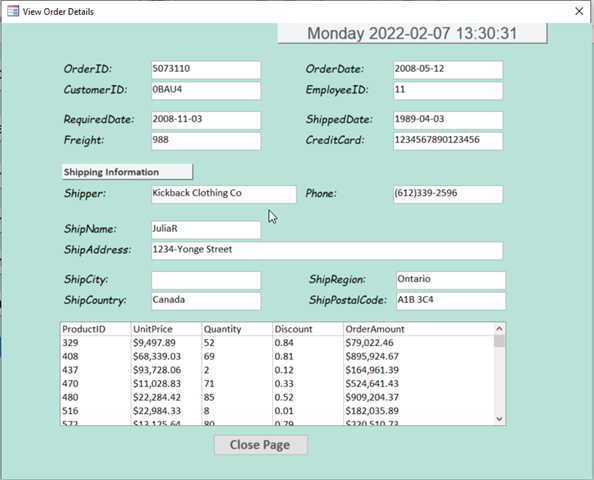 View Order Details
Monday 2022-02-07 13:30:31
OrderID: 5073110 OrderDate: 2008-05-12
CustomerID: 0BAU4 EmployeeID: 11
RequiredDate: 2008-11-03 ShippedDate: 1989-04-03
Freight: 988 CreditCard: 1234567890123456
Shipping Information
Shipper: Kickback Clothing Co Phone: (612)339-2596
ShipName: JuliaR
ShipAddress: 1234-Yonge Street
ShipCity: ShipRegion: Ontario
ShipCountry: Canada ShipPostalCode: A1B 3C4
ProductID UnitPrice Quantity Discount OrderAmount
329 $9,497.89 52 0.84 $79,022.46
408 $68,339.03 69 0.81 $895,924.67
437 $93,728.06 2 0.12 $164,961.39
470 $11,028.83 71 0.33 $524,641.43
480 $22,284.42 85 0.52 $909,204.37
516 $22,984.33 8 0.01 $182,035.89
572 $13,125.64 80 0.79 $220,510.73
Close Page